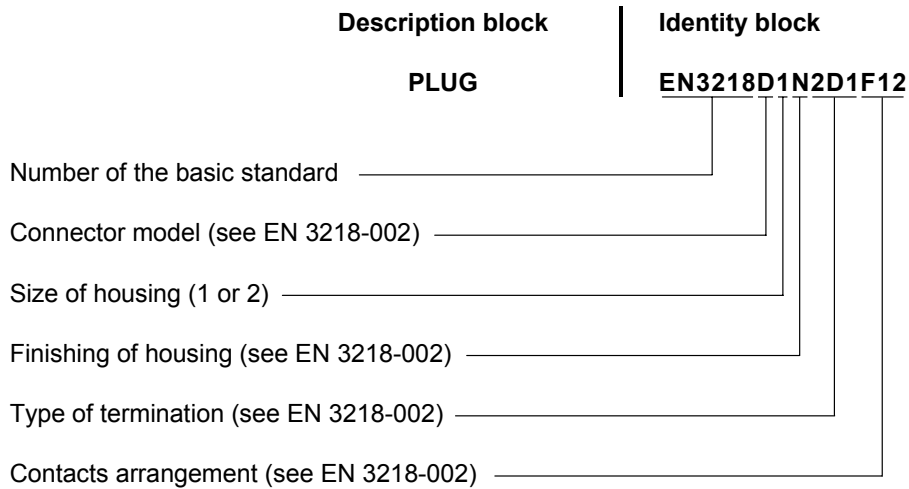 Description block Identity block
PLUG EN3218D1N2D1F12
Number of the basic standard
Connector model (see EN 3218-002)
Size of housing (1 or 2)
Finishing of housing (see EN 3218-002)
Type of termination (see EN 3218-002)
Contacts arrangement (see EN 3218-002)